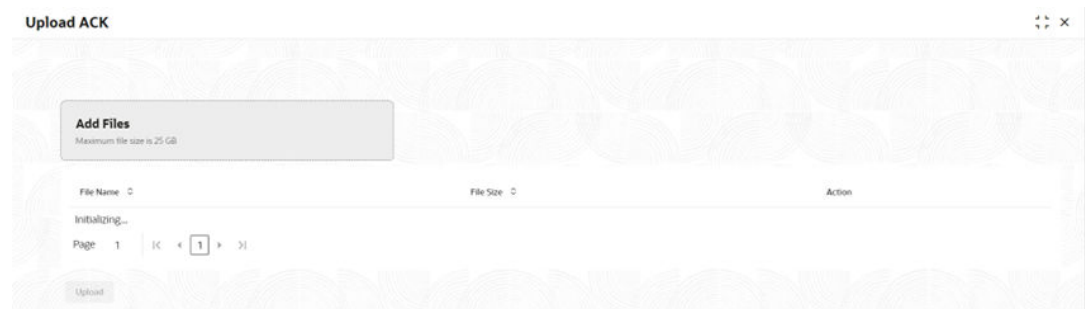 Upload ACK
Add Files
Maximum file size is 25 GB
File Name File Size Action
Initializing...
Page 1 1
Upload